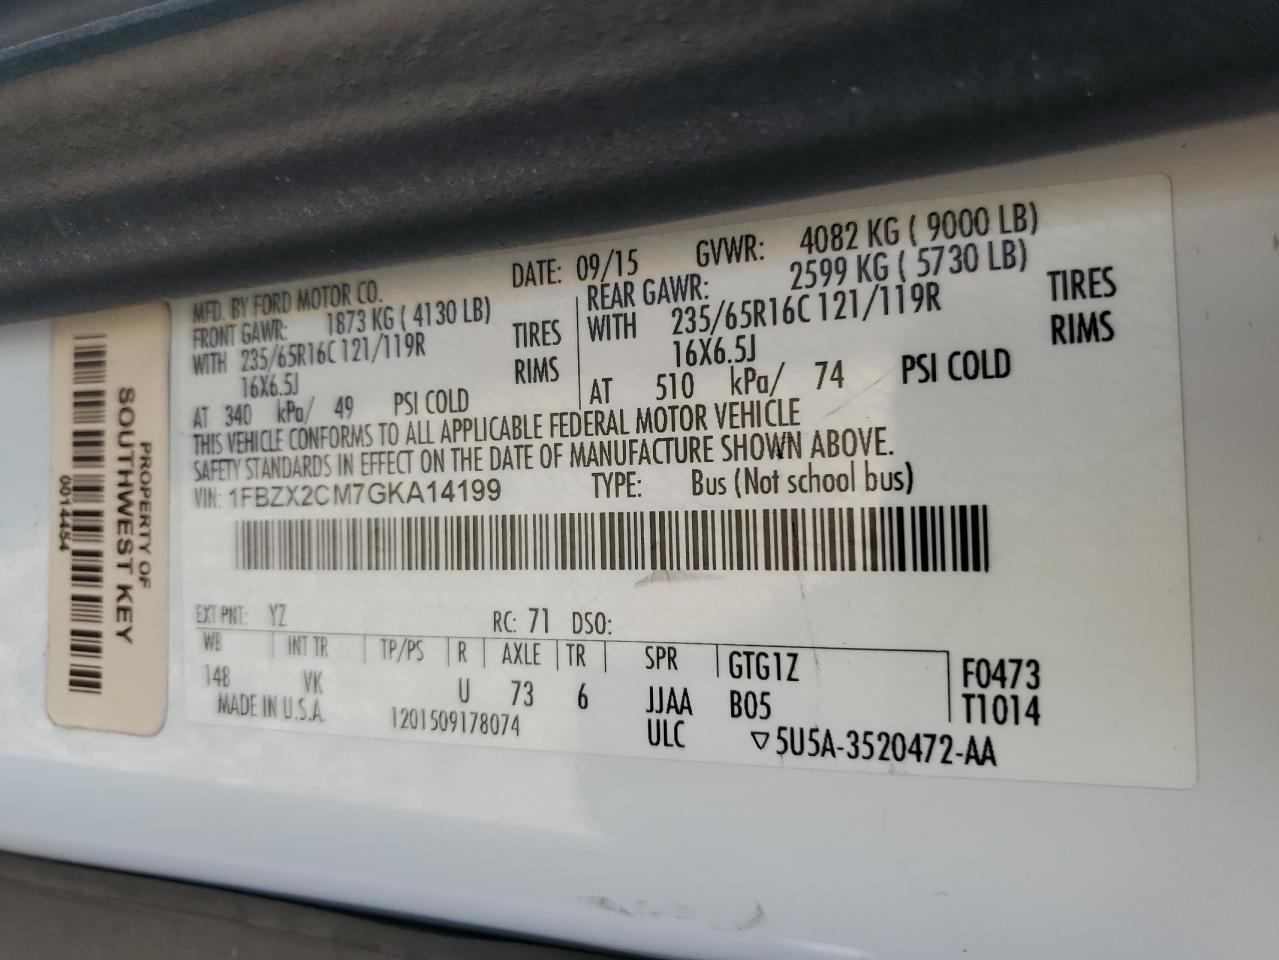 PROPERTY OF
SOUTHWEST KEY
0014454
MFD. BY FORD MOTOR CO.
DATE: 09/15 GVWR: 4082 KG ( 9000 LB)
FRONT GAWR: 1873 KG ( 4130 LB)
REAR GAWR: 2599 KG ( 5730 LB)
WITH 235/65R16C 121/119R TIRES
WITH 235/65R16C 121/119R TIRES
16X6.5J RIMS
16X6.5J RIMS
AT 340 kPa/ 49 PSI COLD
AT 510 kPa/ 74 PSI COLD
THIS VEHICLE CONFORMS TO ALL APPLICABLE FEDERAL MOTOR VEHICLE
SAFETY STANDARDS IN EFFECT ON THE DATE OF MANUFACTURE SHOWN ABOVE.
VIN: 1FBZX2CM7GKA14199 TYPE: Bus (Not school bus)
EXT PNT: YZ RC: 71 DSO:
WB INT TR TP/PS R AXLE TR SPR GTG1Z F0473
148 VK U 73 6 JJAA B05 T1014
MADE IN U.S.A. 1201509178074 ULC ▽5U5A-3520472-AA